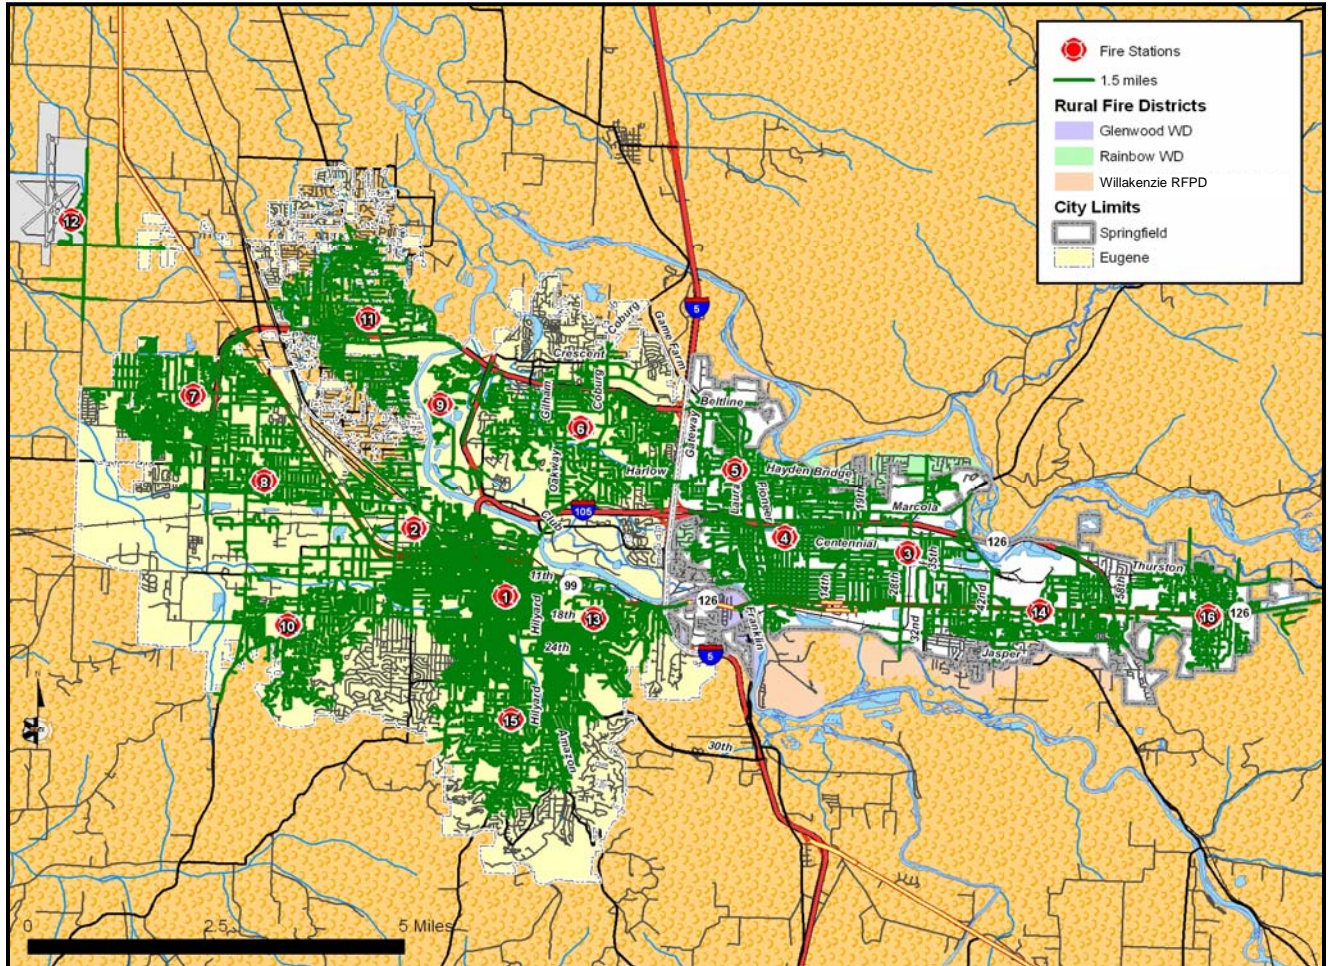 Fire Stations
1.5 miles
Rural Fire Districts
Glenwood WD
Rainbow WD
Willakenzie RFPD
City Limits
Springfield
Eugene
12
11
5
Coburg
Game Farm
Crescent
7
9
Gilham
Coburg
Beltline
6
Gateway
8
Oakway
Harlow
5
Hayden Bridge
Laura
Pioneer
19th
Marcola
2
Club
105
4
Centennial
3
35th
126
11th
99
1
Hilyard
18th
13
24th
126
Franklin
14th
28th
42nd
14
58th
Thurston
16
126
10
32nd
Jasper
5
15
Hilyard
Amazon
30th
0
2.5
5 Miles